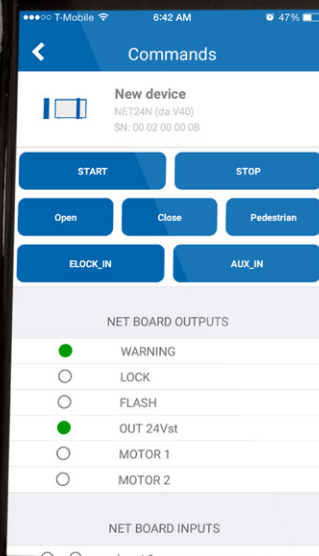 T-Mobile 6:42 AM 47%
Commands
New device
NET24N (da V40)
SN: 00 02 00 00 0B
START STOP
Open Close Pedestrian
ELOCK_IN AUX_IN
NET BOARD OUTPUTS
WARNING
LOCK
FLASH
OUT 24Vst
MOTOR 1
MOTOR 2
NET BOARD INPUTS